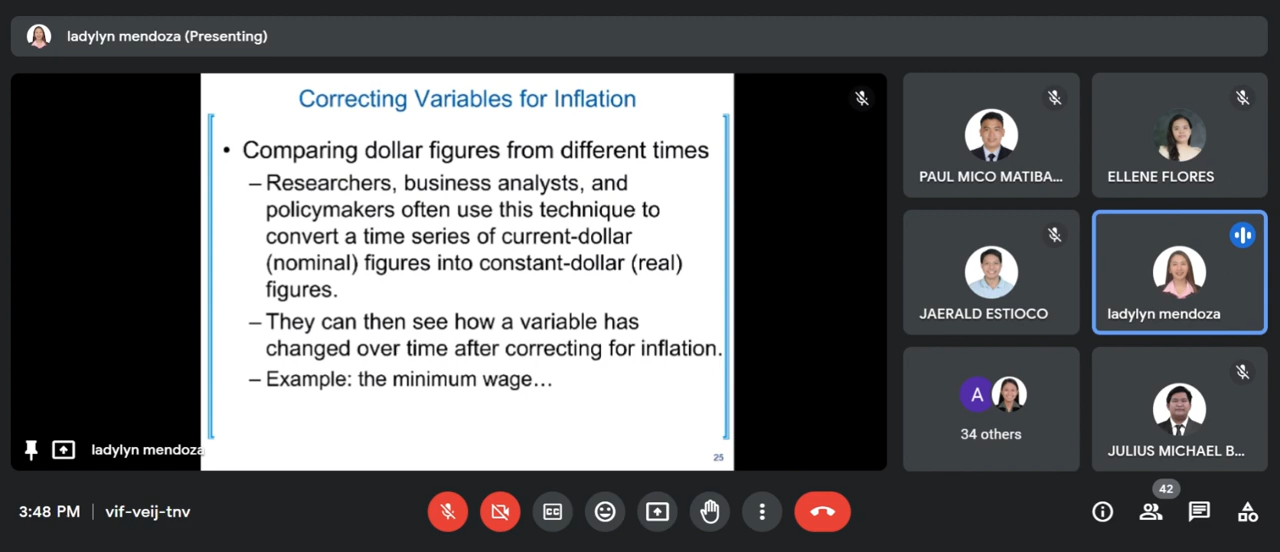 ladylyn mendoza (Presenting)
Correcting Variables for Inflation
• Comparing dollar figures from different times
– Researchers, business analysts, and
policymakers often use this technique to
convert a time series of current-dollar
(nominal) figures into constant-dollar (real)
figures.
– They can then see how a variable has
changed over time after correcting for inflation.
– Example: the minimum wage…
25
ladylyn mendoza
PAUL MICO MATIBA...
ELLENE FLORES
JAERALD ESTIOCO
ladylyn mendoza
A
34 others
JULIUS MICHAEL B...
3:48 PM | vif-veij-tnv
CC
42